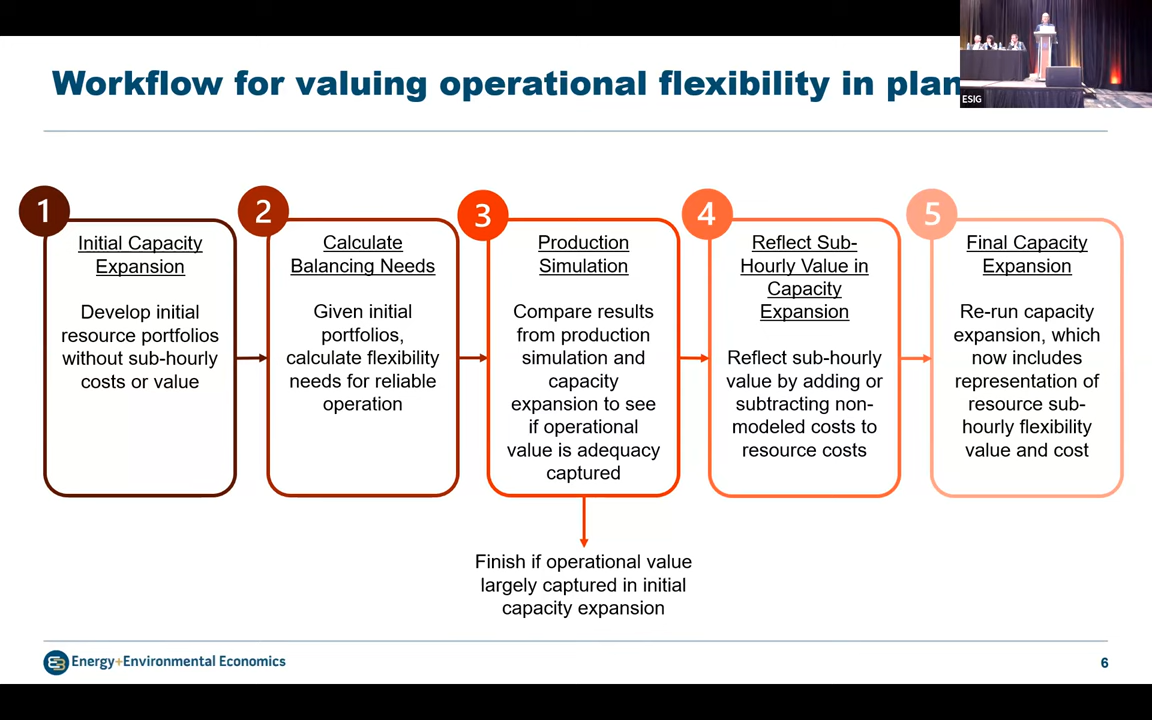 ESIG
Workflow for valuing operational flexibility in plan
1
Initial Capacity
Expansion
Develop initial
resource portfolios
without sub-hourly
costs or value
2
Calculate
Balancing Needs
Given initial
portfolios,
calculate flexibility
needs for reliable
operation
3
Production
Simulation
Compare results
from production
simulation and
capacity
expansion to see
if operational
value is adequacy
captured
4
Reflect Sub-
Hourly Value in
Capacity
Expansion
Reflect sub-hourly
value by adding or
subtracting non-
modeled costs to
resource costs
5
Final Capacity
Expansion
Re-run capacity
expansion, which
now includes
representation of
resource sub-
hourly flexibility
value and cost
Finish if operational value
largely captured in initial
capacity expansion
Energy+Environmental Economics
6